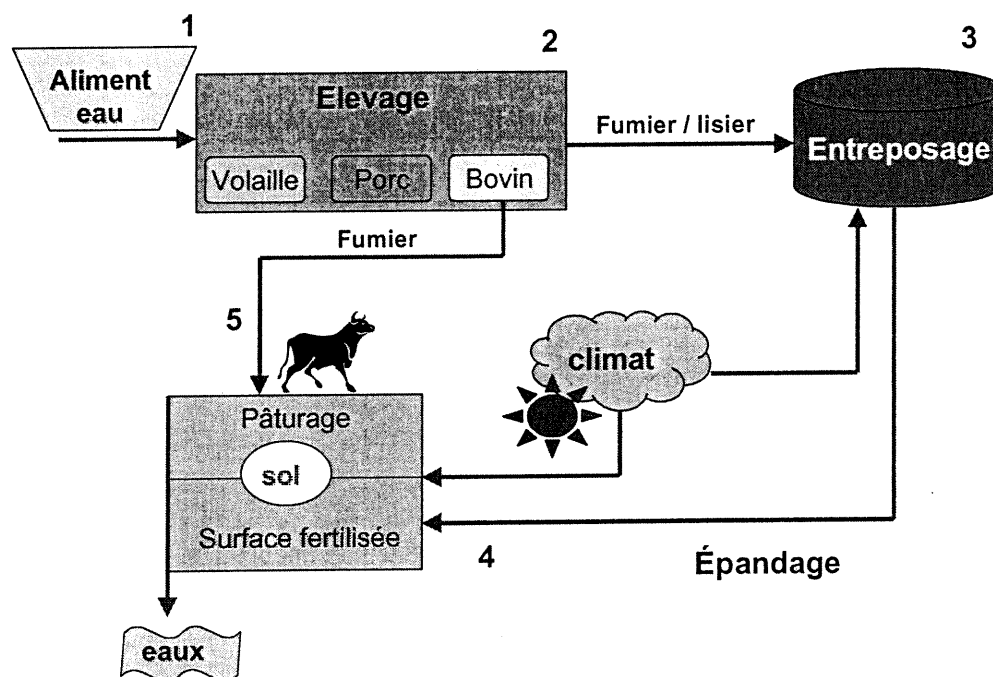 1
Aliment
eau
2
Elevage
Volaille
Porc
Bovin
Fumier / lisier
3
Entreposage
Fumier
5
climat
Pâturage
sol
Surface fertilisée
4
Épandage
eaux